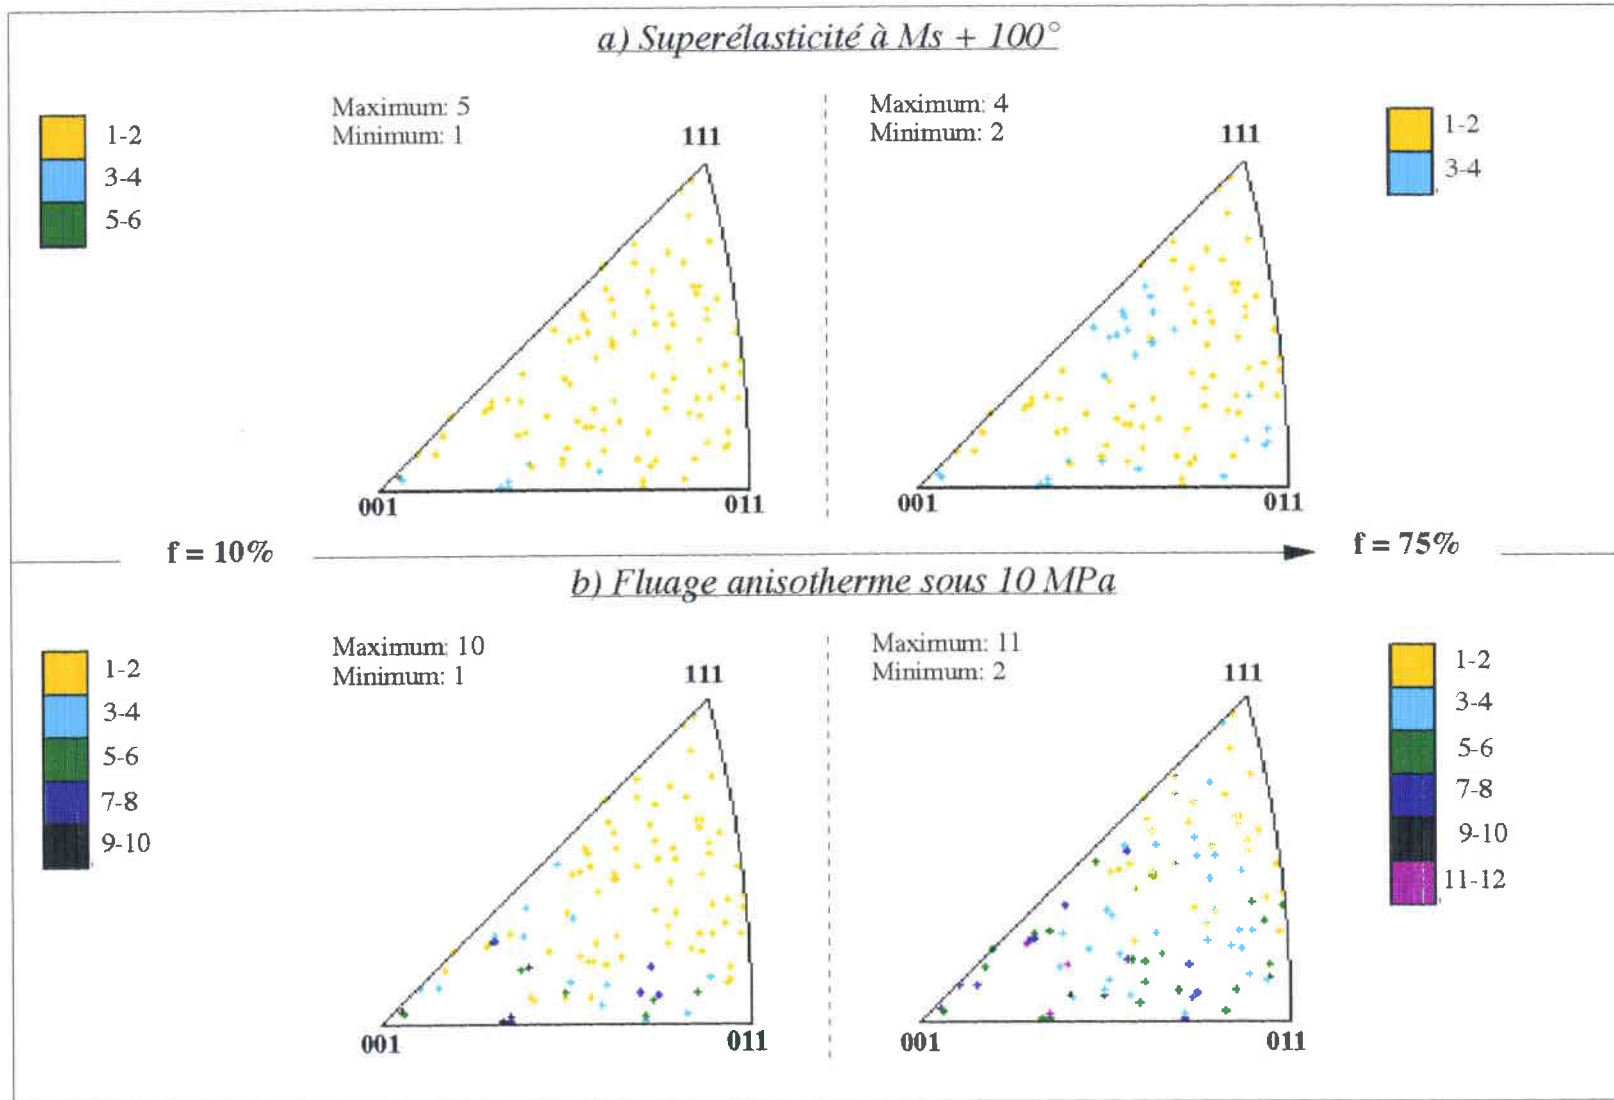 a) Superélasticité à Ms + 100°
1-2
3-4
5-6
Maximum: 5
Minimum: 1
111
001
011
Maximum: 4
Minimum: 2
111
001
011
1-2
3-4
f = 10%
f = 75%
b) Fluage anisotherme sous 10 MPa
1-2
3-4
5-6
7-8
9-10
Maximum: 10
Minimum: 1
111
001
011
Maximum: 11
Minimum: 2
111
001
011
1-2
3-4
5-6
7-8
9-10
11-12